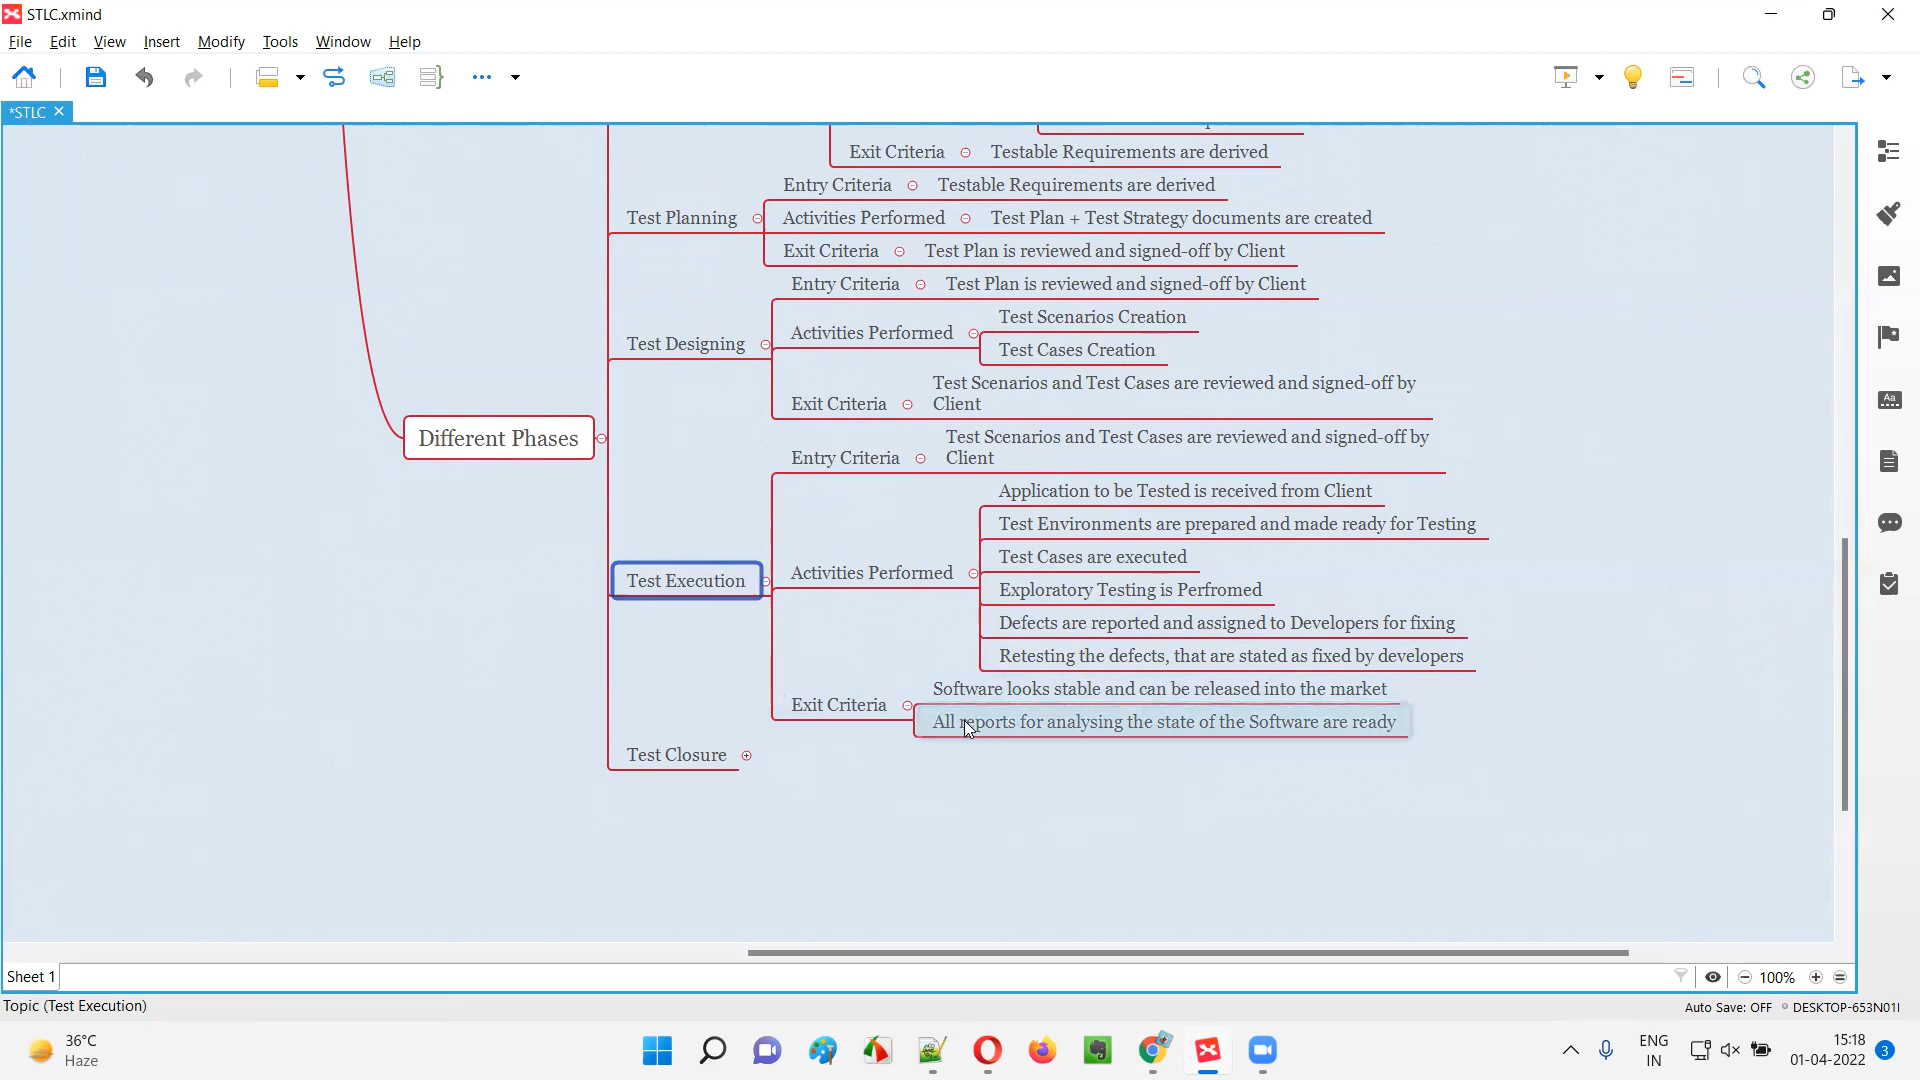 STLC.xmind
File Edit View Insert Modify Tools Window Help
*STLC
Exit Criteria Testable Requirements are derived
Entry Criteria Testable Requirements are derived
Test Planning Activities Performed Test Plan + Test Strategy documents are created
Exit Criteria Test Plan is reviewed and signed-off by Client
Entry Criteria Test Plan is reviewed and signed-off by Client
Test Scenarios Creation
Test Designing Activities Performed
Test Cases Creation
Test Scenarios and Test Cases are reviewed and signed-off by
Exit Criteria Client
Different Phases
Test Scenarios and Test Cases are reviewed and signed-off by
Entry Criteria Client
Application to be Tested is received from Client
Test Environments are prepared and made ready for Testing
Test Cases are executed
Test Execution Activities Performed
Exploratory Testing is Perfromed
Defects are reported and assigned to Developers for fixing
Retesting the defects, that are stated as fixed by developers
Software looks stable and can be released into the market
Exit Criteria
All reports for analysing the state of the Software are ready
Test Closure
Sheet 1
100%
Topic (Test Execution)
Auto Save: OFF DESKTOP-653N01I
36°C
Haze
ENG
IN
15:18
01-04-2022
3